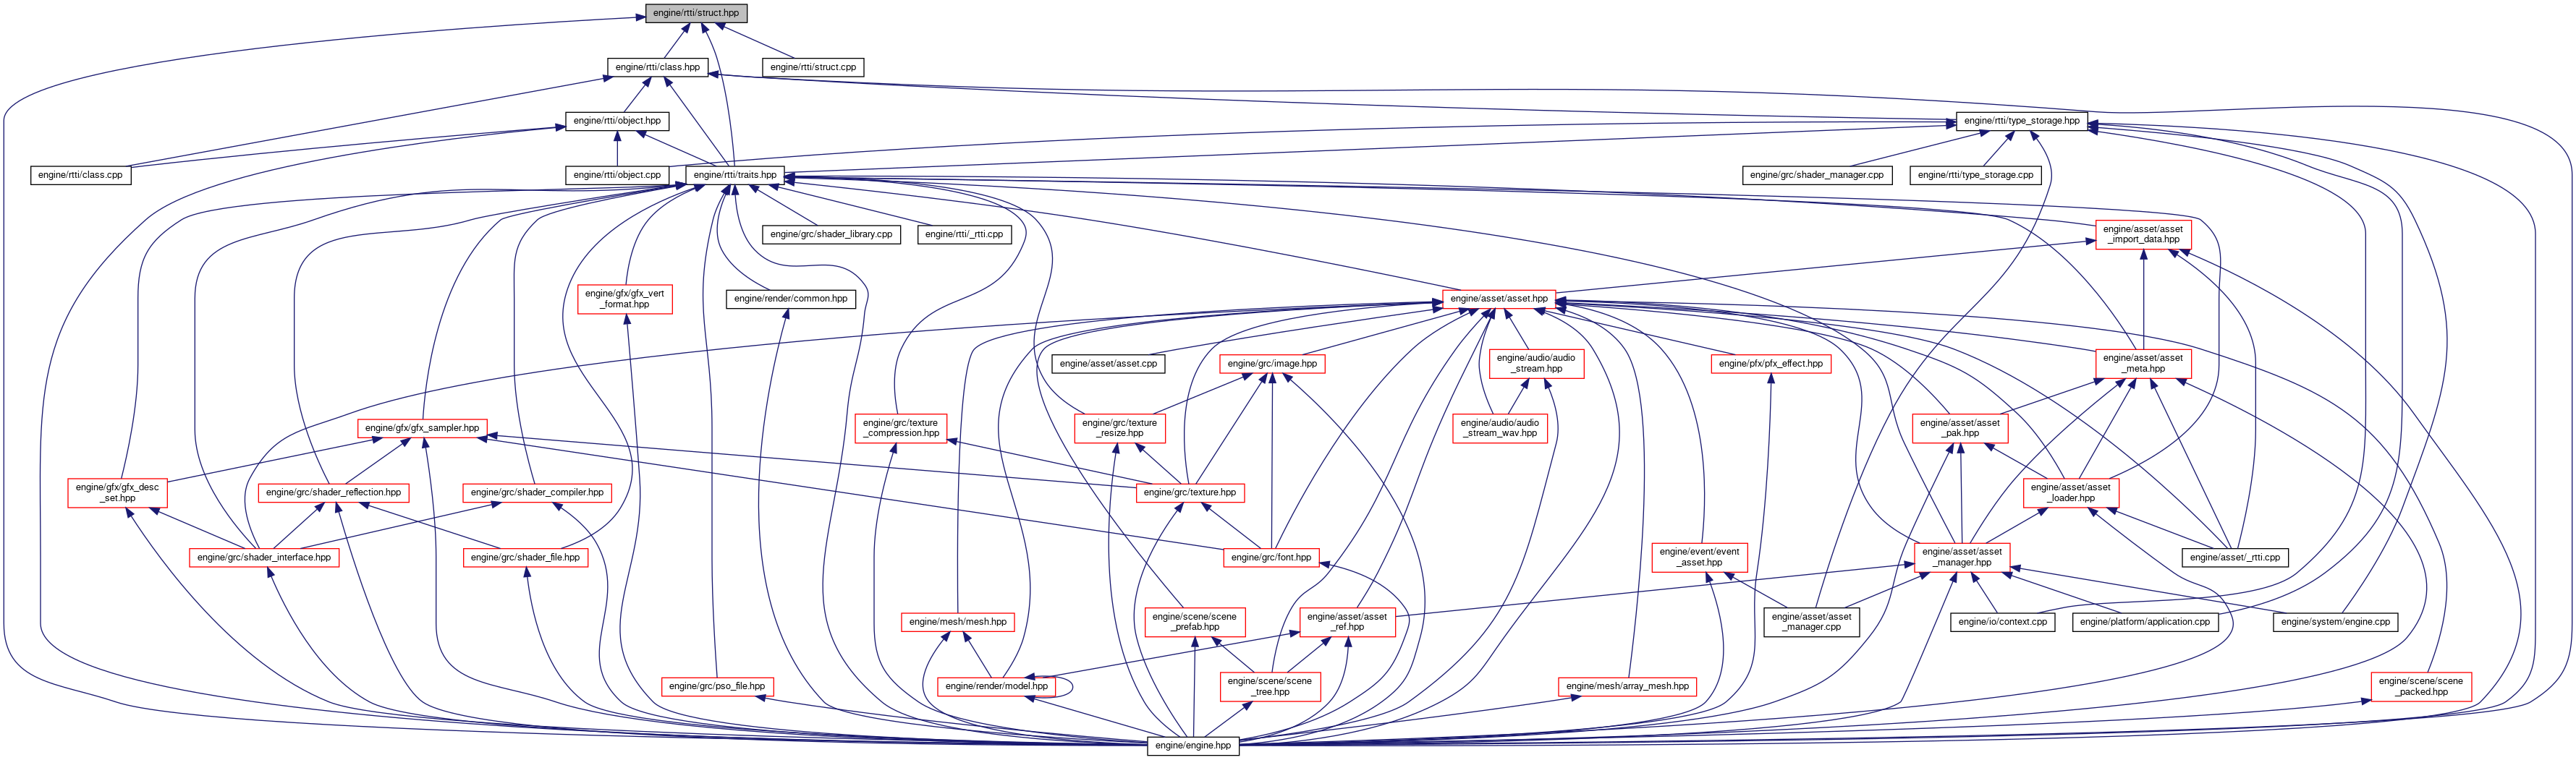 engine/rtti/struct.hpp
engine/rtti/class.hpp
engine/rtti/struct.cpp
engine/rtti/object.hpp
engine/rtti/type_storage.hpp
engine/rtti/class.cpp
engine/rtti/object.cpp
engine/rtti/traits.hpp
engine/grc/shader_manager.cpp
engine/rtti/type_storage.cpp
engine/grc/shader_library.cpp
engine/rtti/_rtti.cpp
engine/asset/asset
_import_data.hpp
engine/gfx/gfx_vert
_format.hpp
engine/render/common.hpp
engine/asset/asset.hpp
engine/asset/asset.cpp
engine/grc/image.hpp
engine/audio/audio
_stream.hpp
engine/pfx/pfx_effect.hpp
engine/asset/asset
_meta.hpp
engine/gfx/gfx_sampler.hpp
engine/grc/texture
_compression.hpp
engine/grc/texture
_resize.hpp
engine/audio/audio
_stream_wav.hpp
engine/asset/asset
_pak.hpp
engine/gfx/gfx_desc
_set.hpp
engine/grc/shader_reflection.hpp
engine/grc/shader_compiler.hpp
engine/grc/texture.hpp
engine/asset/asset
_loader.hpp
engine/grc/shader_interface.hpp
engine/grc/shader_file.hpp
engine/grc/font.hpp
engine/event/event
_asset.hpp
engine/asset/asset
_manager.hpp
engine/asset/_rtti.cpp
engine/mesh/mesh.hpp
engine/scene/scene
_prefab.hpp
engine/asset/asset
_ref.hpp
engine/asset/asset
_manager.cpp
engine/io/context.cpp
engine/platform/application.cpp
engine/system/engine.cpp
engine/grc/pso_file.hpp
engine/render/model.hpp
engine/scene/scene
_tree.hpp
engine/mesh/array_mesh.hpp
engine/scene/scene
_packed.hpp
engine/engine.hpp